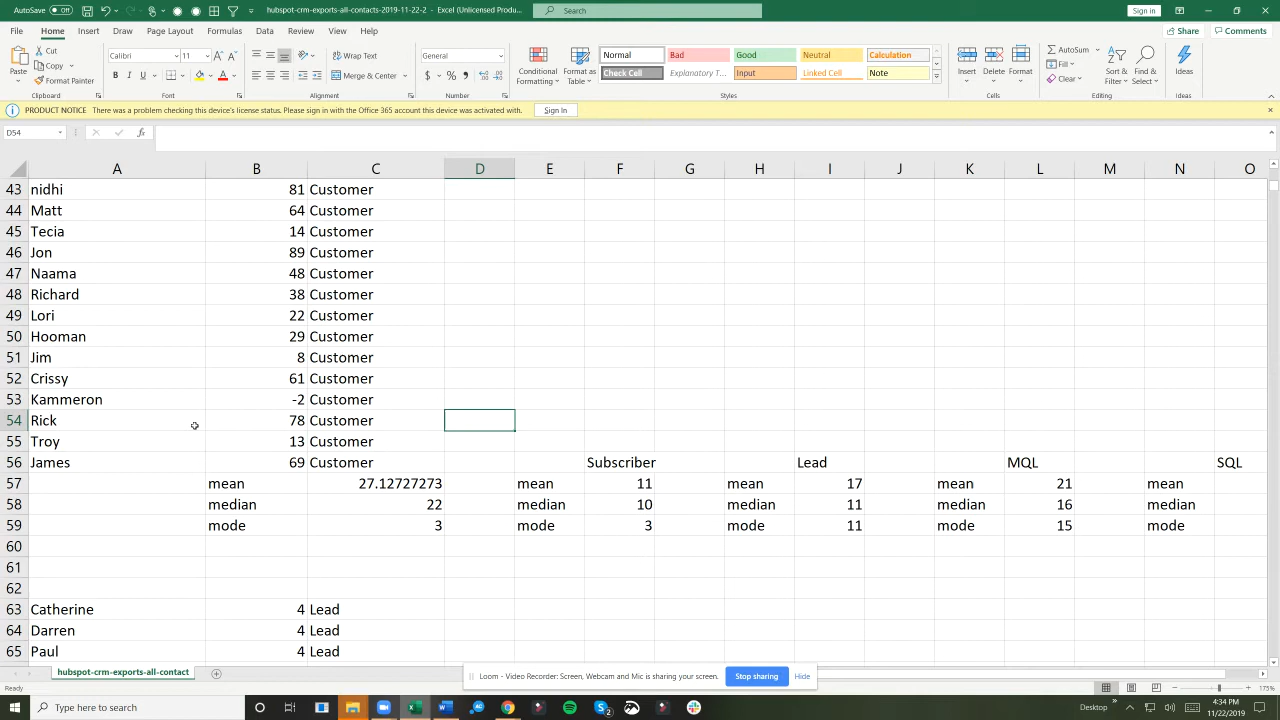 AutoSave Off hubspot-crm-exports-all-contacts-2019-11-22-2 - Excel (Unlicensed Produ... Search Sign in
File Home Insert Draw Page Layout Formulas Data Review View Help Share Comments
Paste Cut Copy Format Painter Calibri 11 Wrap Text Merge & Center General Conditional Formatting Format as Table Normal Bad Good Neutral Calculation Insert Delete Format AutoSum Fill Clear Sort & Filter Find & Select Ideas
Check Cell Explanatory T... Input Linked Cell Note
Clipboard Font Alignment Number Styles Cells Editing Ideas
PRODUCT NOTICE There was a problem checking this device's license status. Please sign in with the Office 365 account this device was activated with. Sign In
D54
A B C D E F G H I J K L M N O
43 nidhi 81 Customer
44 Matt 64 Customer
45 Tecia 14 Customer
46 Jon 89 Customer
47 Naama 48 Customer
48 Richard 38 Customer
49 Lori 22 Customer
50 Hooman 29 Customer
51 Jim 8 Customer
52 Crissy 61 Customer
53 Kammeron -2 Customer
54 Rick 78 Customer
55 Troy 13 Customer
56 James 69 Customer Subscriber Lead MQL SQL
57 mean 27.12727273 mean 11 mean 17 mean 21 mean
58 median 22 median 10 median 11 median 16 median
59 mode 3 mode 3 mode 11 mode 15 mode
60
61
62
63 Catherine 4 Lead
64 Darren 4 Lead
65 Paul 4 Lead
hubspot-crm-exports-all-contact
Loom - Video Recorder: Screen, Webcam and Mic is sharing your screen. Stop sharing Hide
Ready 175%
Type here to search Desktop 4:34 PM
11/22/2019